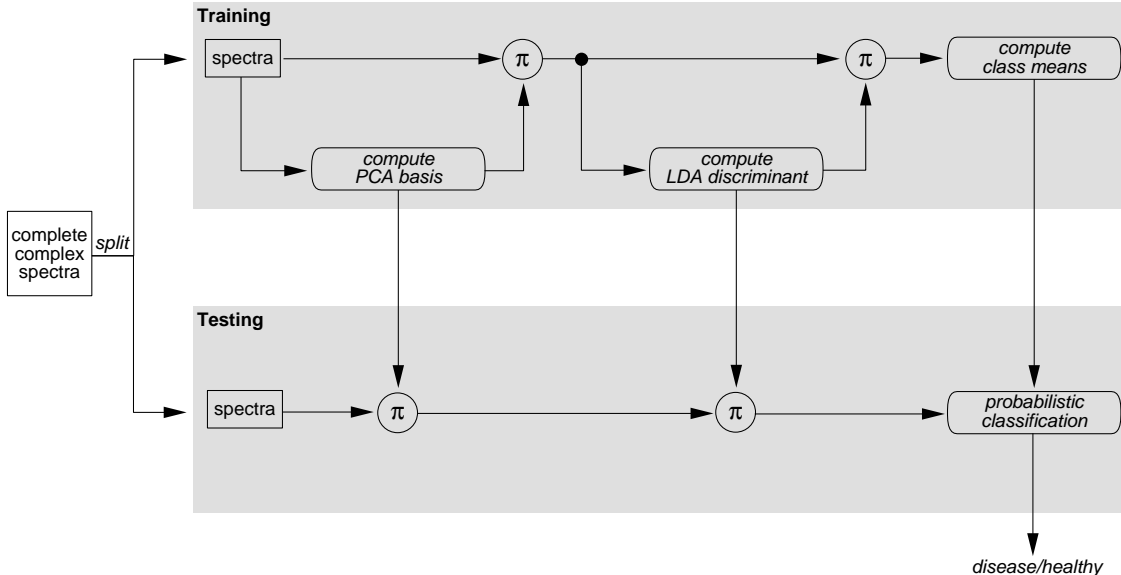 Training
spectra
π
π
compute
class means
compute
PCA basis
compute
LDA discriminant
complete
complex
spectra
split
Testing
spectra
π
π
probabilistic
classification
disease/healthy